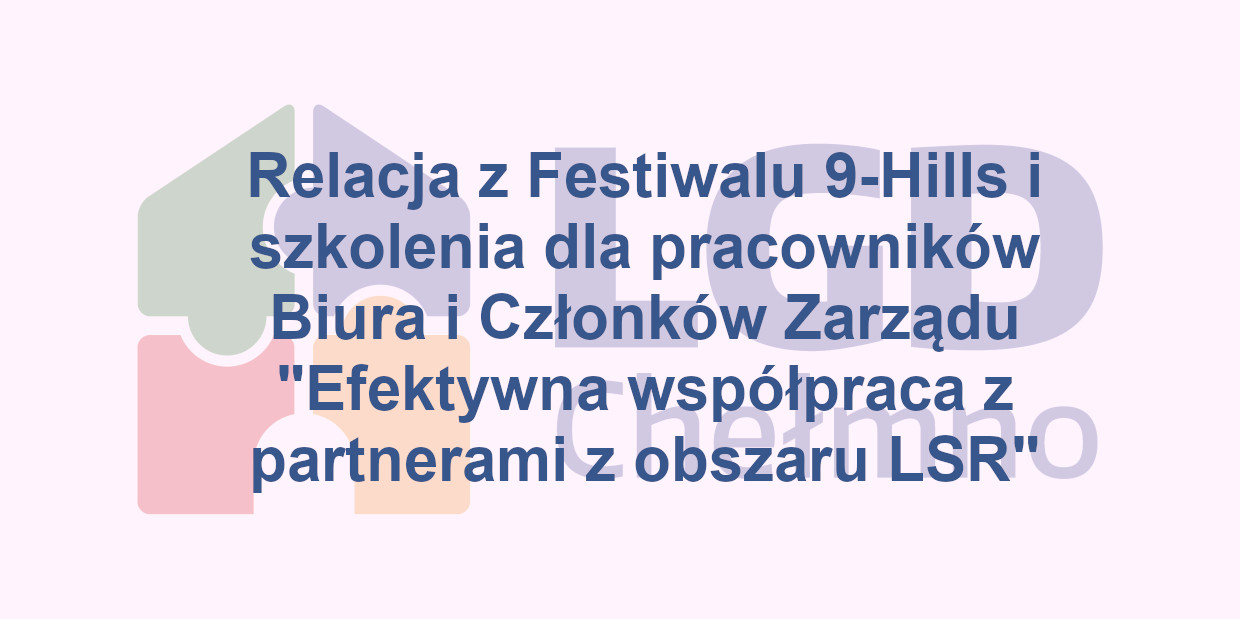 Relacja z Festiwalu 9-Hills i
szkolenia dla pracowników
Biura i Członków Zarządu
"Efektywna współpraca z
partnerami z obszaru LSR"
LGD
Chełmno